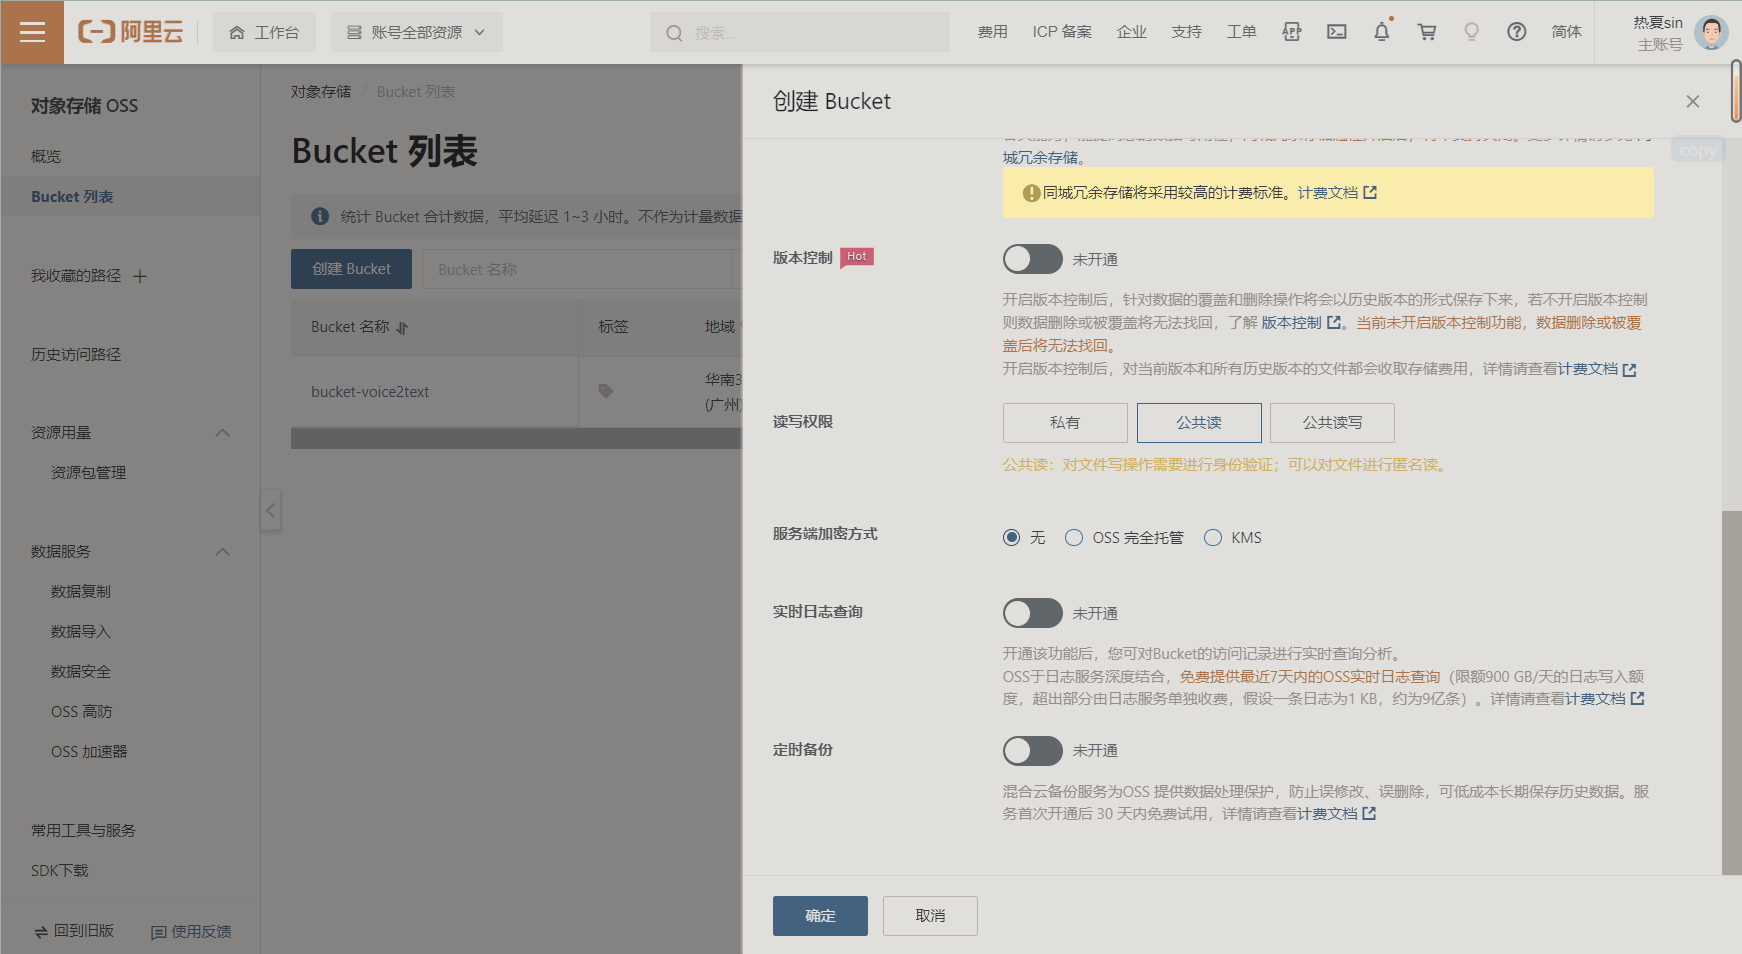 阿里云
工作台
账号全部资源
搜索...
费用
ICP 备案
企业
支持
工单
APP
简体
热夏sin
主账号
对象存储 OSS
概览
Bucket 列表
我收藏的路径
历史访问路径
资源用量
资源包管理
数据服务
数据复制
数据导入
数据安全
OSS 高防
OSS 加速器
常用工具与服务
SDK下载
回到旧版
使用反馈
对象存储 / Bucket 列表
Bucket 列表
统计 Bucket 合计数据，平均延迟 1~3 小时。不作为计量数据
创建 Bucket
Bucket 名称
Bucket 名称
标签
地域
bucket-voice2text
华南3
(广州)
创建 Bucket
copy
城冗余存储。
同城冗余存储将采用较高的计费标准。计费文档
版本控制
Hot
未开通
开启版本控制后，针对数据的覆盖和删除操作将会以历史版本的形式保存下来，若不开启版本控制
则数据删除或被覆盖将无法找回，了解 版本控制。当前未开启版本控制功能，数据删除或被覆
盖后将无法找回。
开启版本控制后，对当前版本和所有历史版本的文件都会收取存储费用，详情请查看计费文档
读写权限
私有
公共读
公共读写
公共读：对文件写操作需要进行身份验证；可以对文件进行匿名读。
服务端加密方式
无
OSS 完全托管
KMS
实时日志查询
未开通
开通该功能后，您可对Bucket的访问记录进行实时查询分析。
OSS于日志服务深度结合，免费提供最近7天内的OSS实时日志查询（限额900 GB/天的日志写入额
度，超出部分由日志服务单独收费，假设一条日志为1 KB，约为9亿条）。详情请查看计费文档
定时备份
未开通
混合云备份服务为OSS 提供数据处理保护，防止误修改、误删除，可低成本长期保存历史数据。服
务首次开通后 30 天内免费试用，详情请查看计费文档
确定
取消